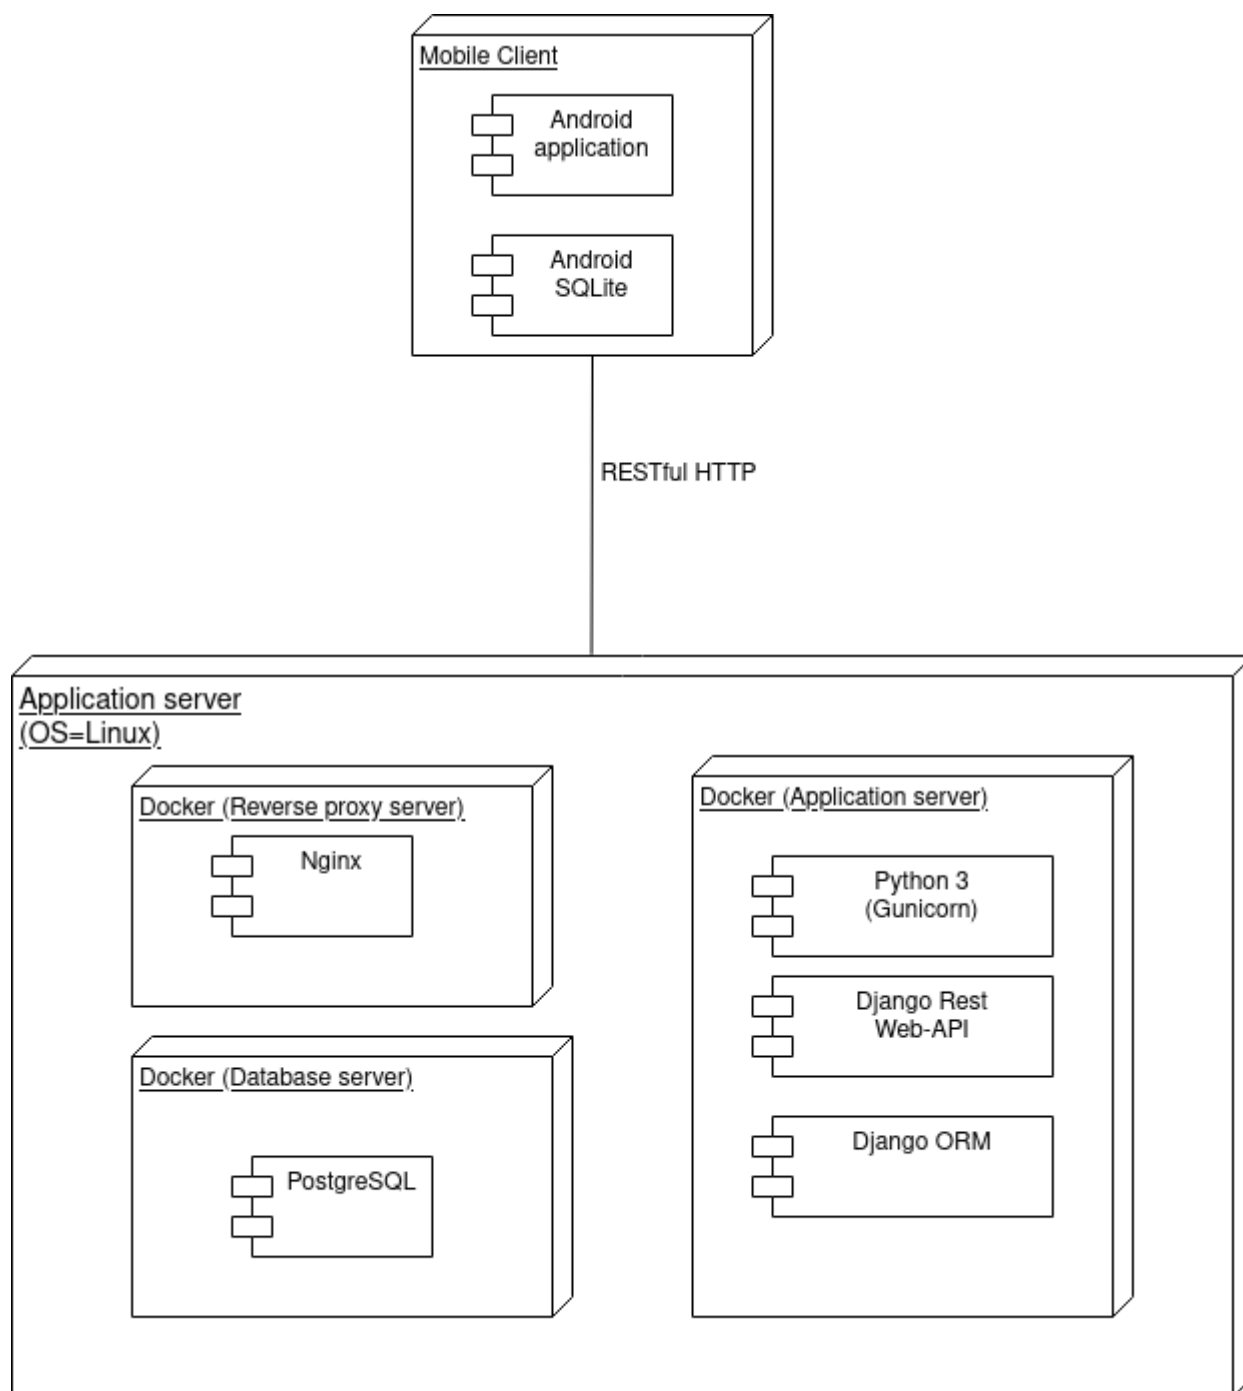 Mobile Client
Android
application
Android
SQLite
RESTful HTTP
Application server
(OS=Linux)
Docker (Reverse proxy server)
Nginx
Docker (Application server)
Python 3
(Gunicorn)
Django Rest
Web-API
Django ORM
Docker (Database server)
PostgreSQL